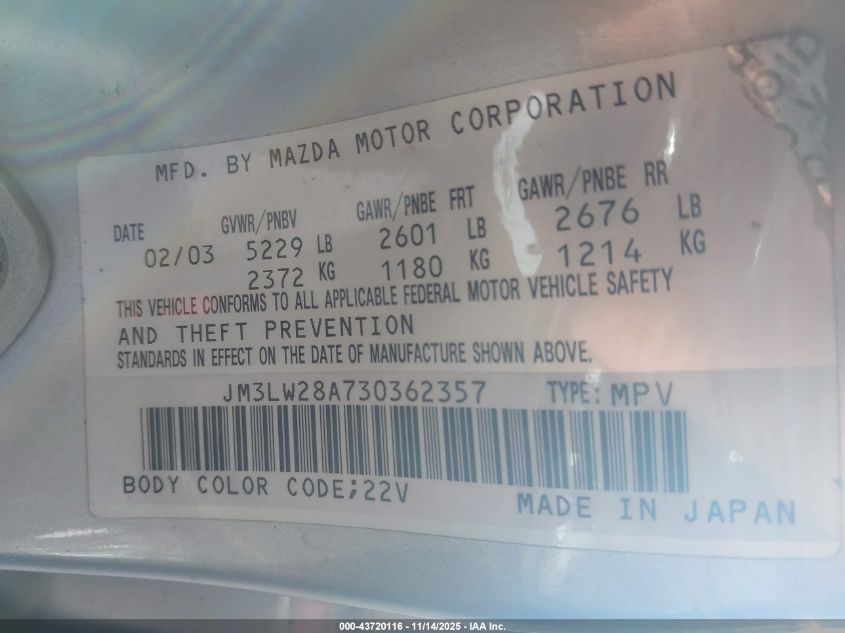 VOID
MFD. BY MAZDA MOTOR CORPORATION
DATE GVWR/PNBV GAWR/PNBE FRT GAWR/PNBE RR
02/03 5229 LB 2601 LB 2676 LB
2372 KG 1180 KG 1214 KG
THIS VEHICLE CONFORMS TO ALL APPLICABLE FEDERAL MOTOR VEHICLE SAFETY
AND THEFT PREVENTION
STANDARDS IN EFFECT ON THE DATE OF MANUFACTURE SHOWN ABOVE.
JM3LW28A730362357 TYPE: MPV
BODY COLOR CODE;22V
MADE IN JAPAN
000-43720116 - 11/14/2025 - IAA Inc.